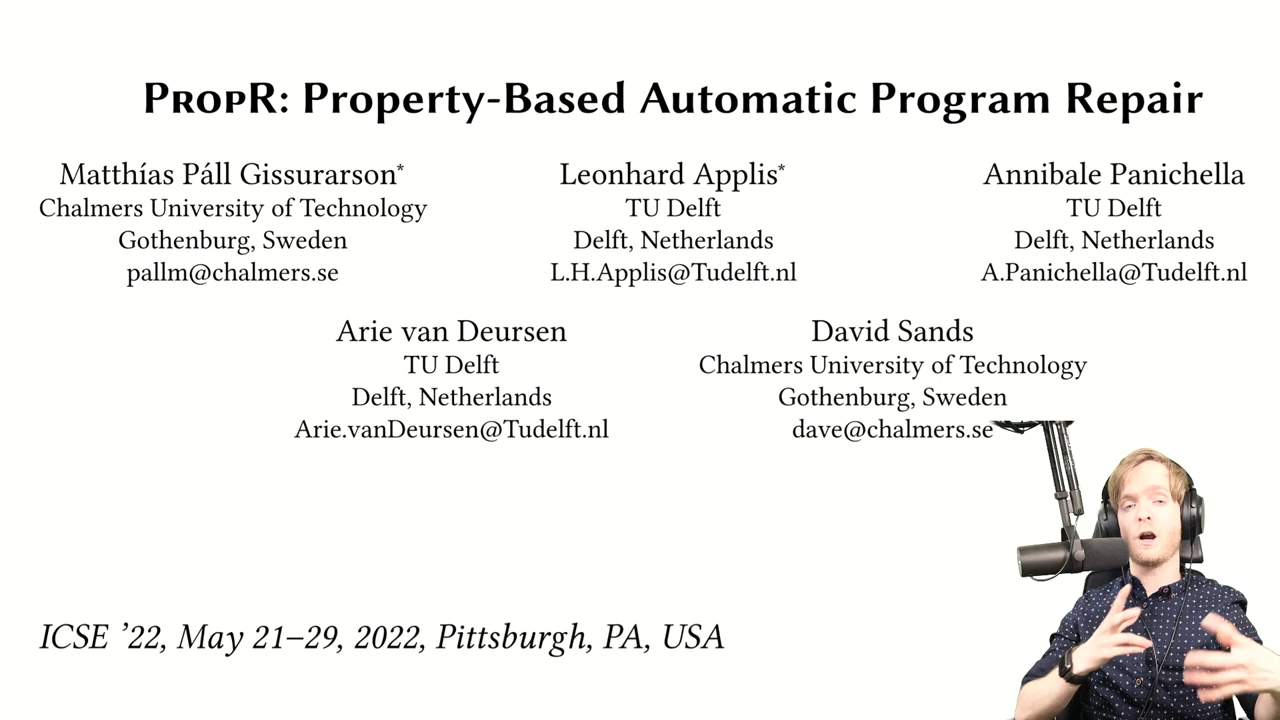 PropR: Property-Based Automatic Program Repair
Matthías Páll Gissurarson*
Chalmers University of Technology
Gothenburg, Sweden
pallm@chalmers.se
Leonhard Applis*
TU Delft
Delft, Netherlands
L.H.Applis@Tudelft.nl
Annibale Panichella
TU Delft
Delft, Netherlands
A.Panichella@Tudelft.nl
Arie van Deursen
TU Delft
Delft, Netherlands
Arie.vanDeursen@Tudelft.nl
David Sands
Chalmers University of Technology
Gothenburg, Sweden
dave@chalmers.se
ICSE ’22, May 21–29, 2022, Pittsburgh, PA, USA